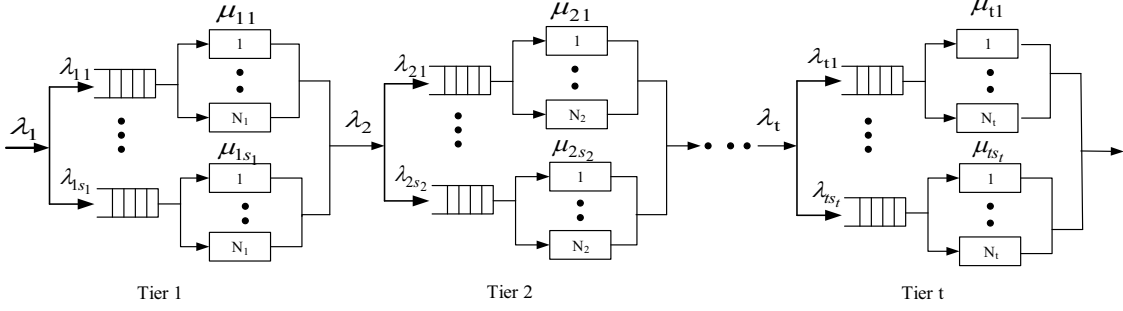 μ₁₁
1
λ₁₁
N₁
λ₁
μ₁ₛ₁
λ₁ₛ₁
1
N₁
Tier 1
μ₂₁
1
λ₂₁
N₂
λ₂
μ₂ₛ₂
λ₂ₛ₂
1
N₂
Tier 2
μₜ₁
1
λₜ₁
Nₜ
λₜ
μₜₛₜ
λₜₛₜ
1
Nₜ
Tier t